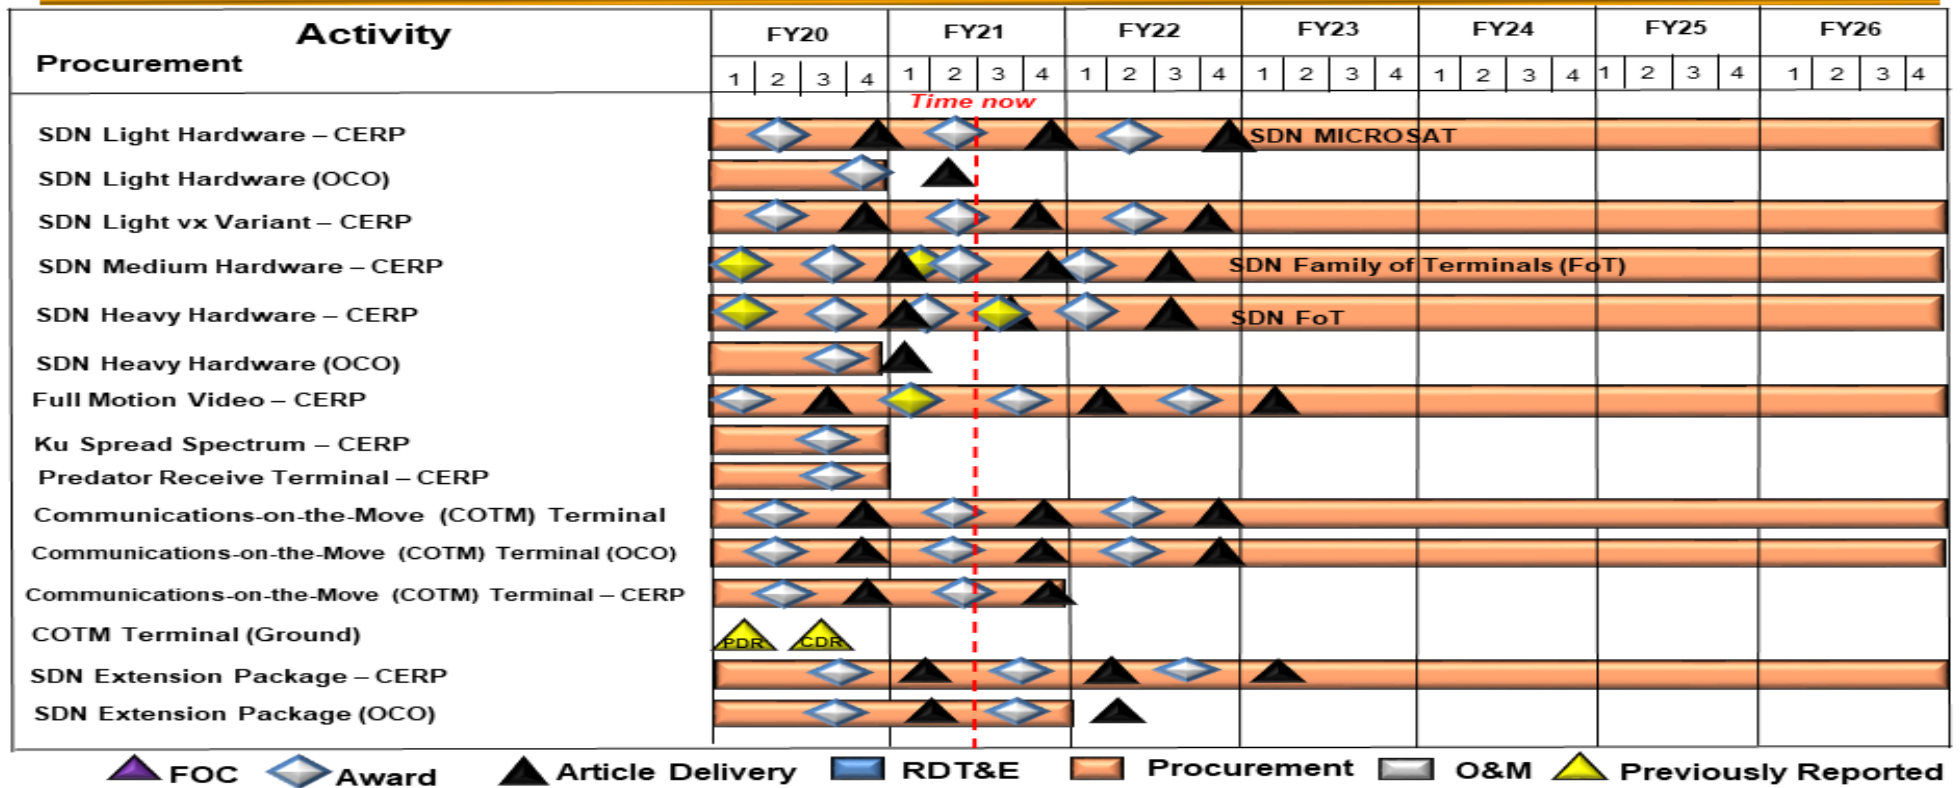 Activity
Procurement
FY20 FY21 FY22 FY23 FY24 FY25 FY26
1 2 3 4 1 2 3 4 1 2 3 4 1 2 3 4 1 2 3 4 1 2 3 4 1 2 3 4
Time now
SDN Light Hardware – CERP
SDN MICROSAT
SDN Light Hardware (OCO)
SDN Light vx Variant – CERP
SDN Medium Hardware – CERP
SDN Family of Terminals (FoT)
SDN Heavy Hardware – CERP
SDN FoT
SDN Heavy Hardware (OCO)
Full Motion Video – CERP
Ku Spread Spectrum – CERP
Predator Receive Terminal – CERP
Communications-on-the-Move (COTM) Terminal
Communications-on-the-Move (COTM) Terminal (OCO)
Communications-on-the-Move (COTM) Terminal – CERP
COTM Terminal (Ground)
PDR CDR
SDN Extension Package – CERP
SDN Extension Package (OCO)
FOC Award Article Delivery RDT&E Procurement O&M Previously Reported